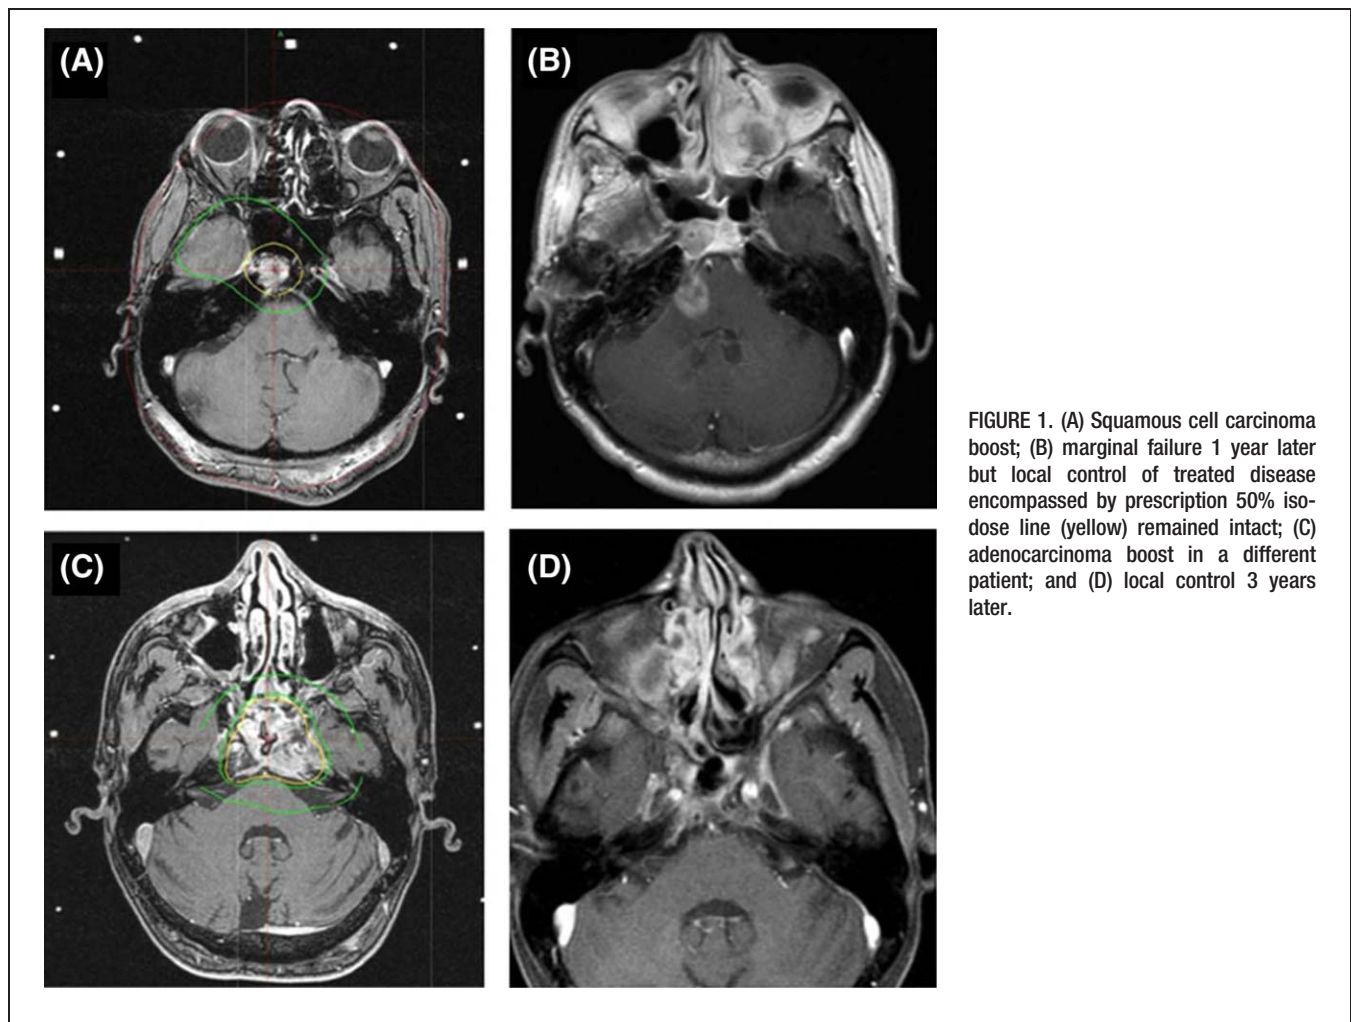 (A)
A
(B)
(C)
(D)
FIGURE 1. (A) Squamous cell carcinoma
boost; (B) marginal failure 1 year later
but local control of treated disease
encompassed by prescription 50% iso-
dose line (yellow) remained intact; (C)
adenocarcinoma boost in a different
patient; and (D) local control 3 years
later.